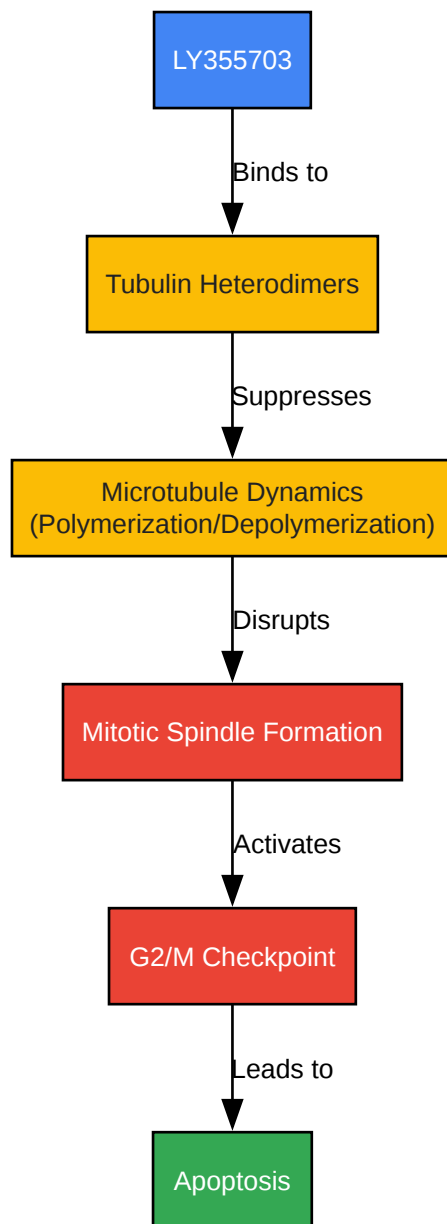 LY355703
Binds to
Tubulin Heterodimers
Suppresses
Microtubule Dynamics
(Polymerization/Depolymerization)
Disrupts
Mitotic Spindle Formation
Activates
G2/M Checkpoint
Leads to
Apoptosis